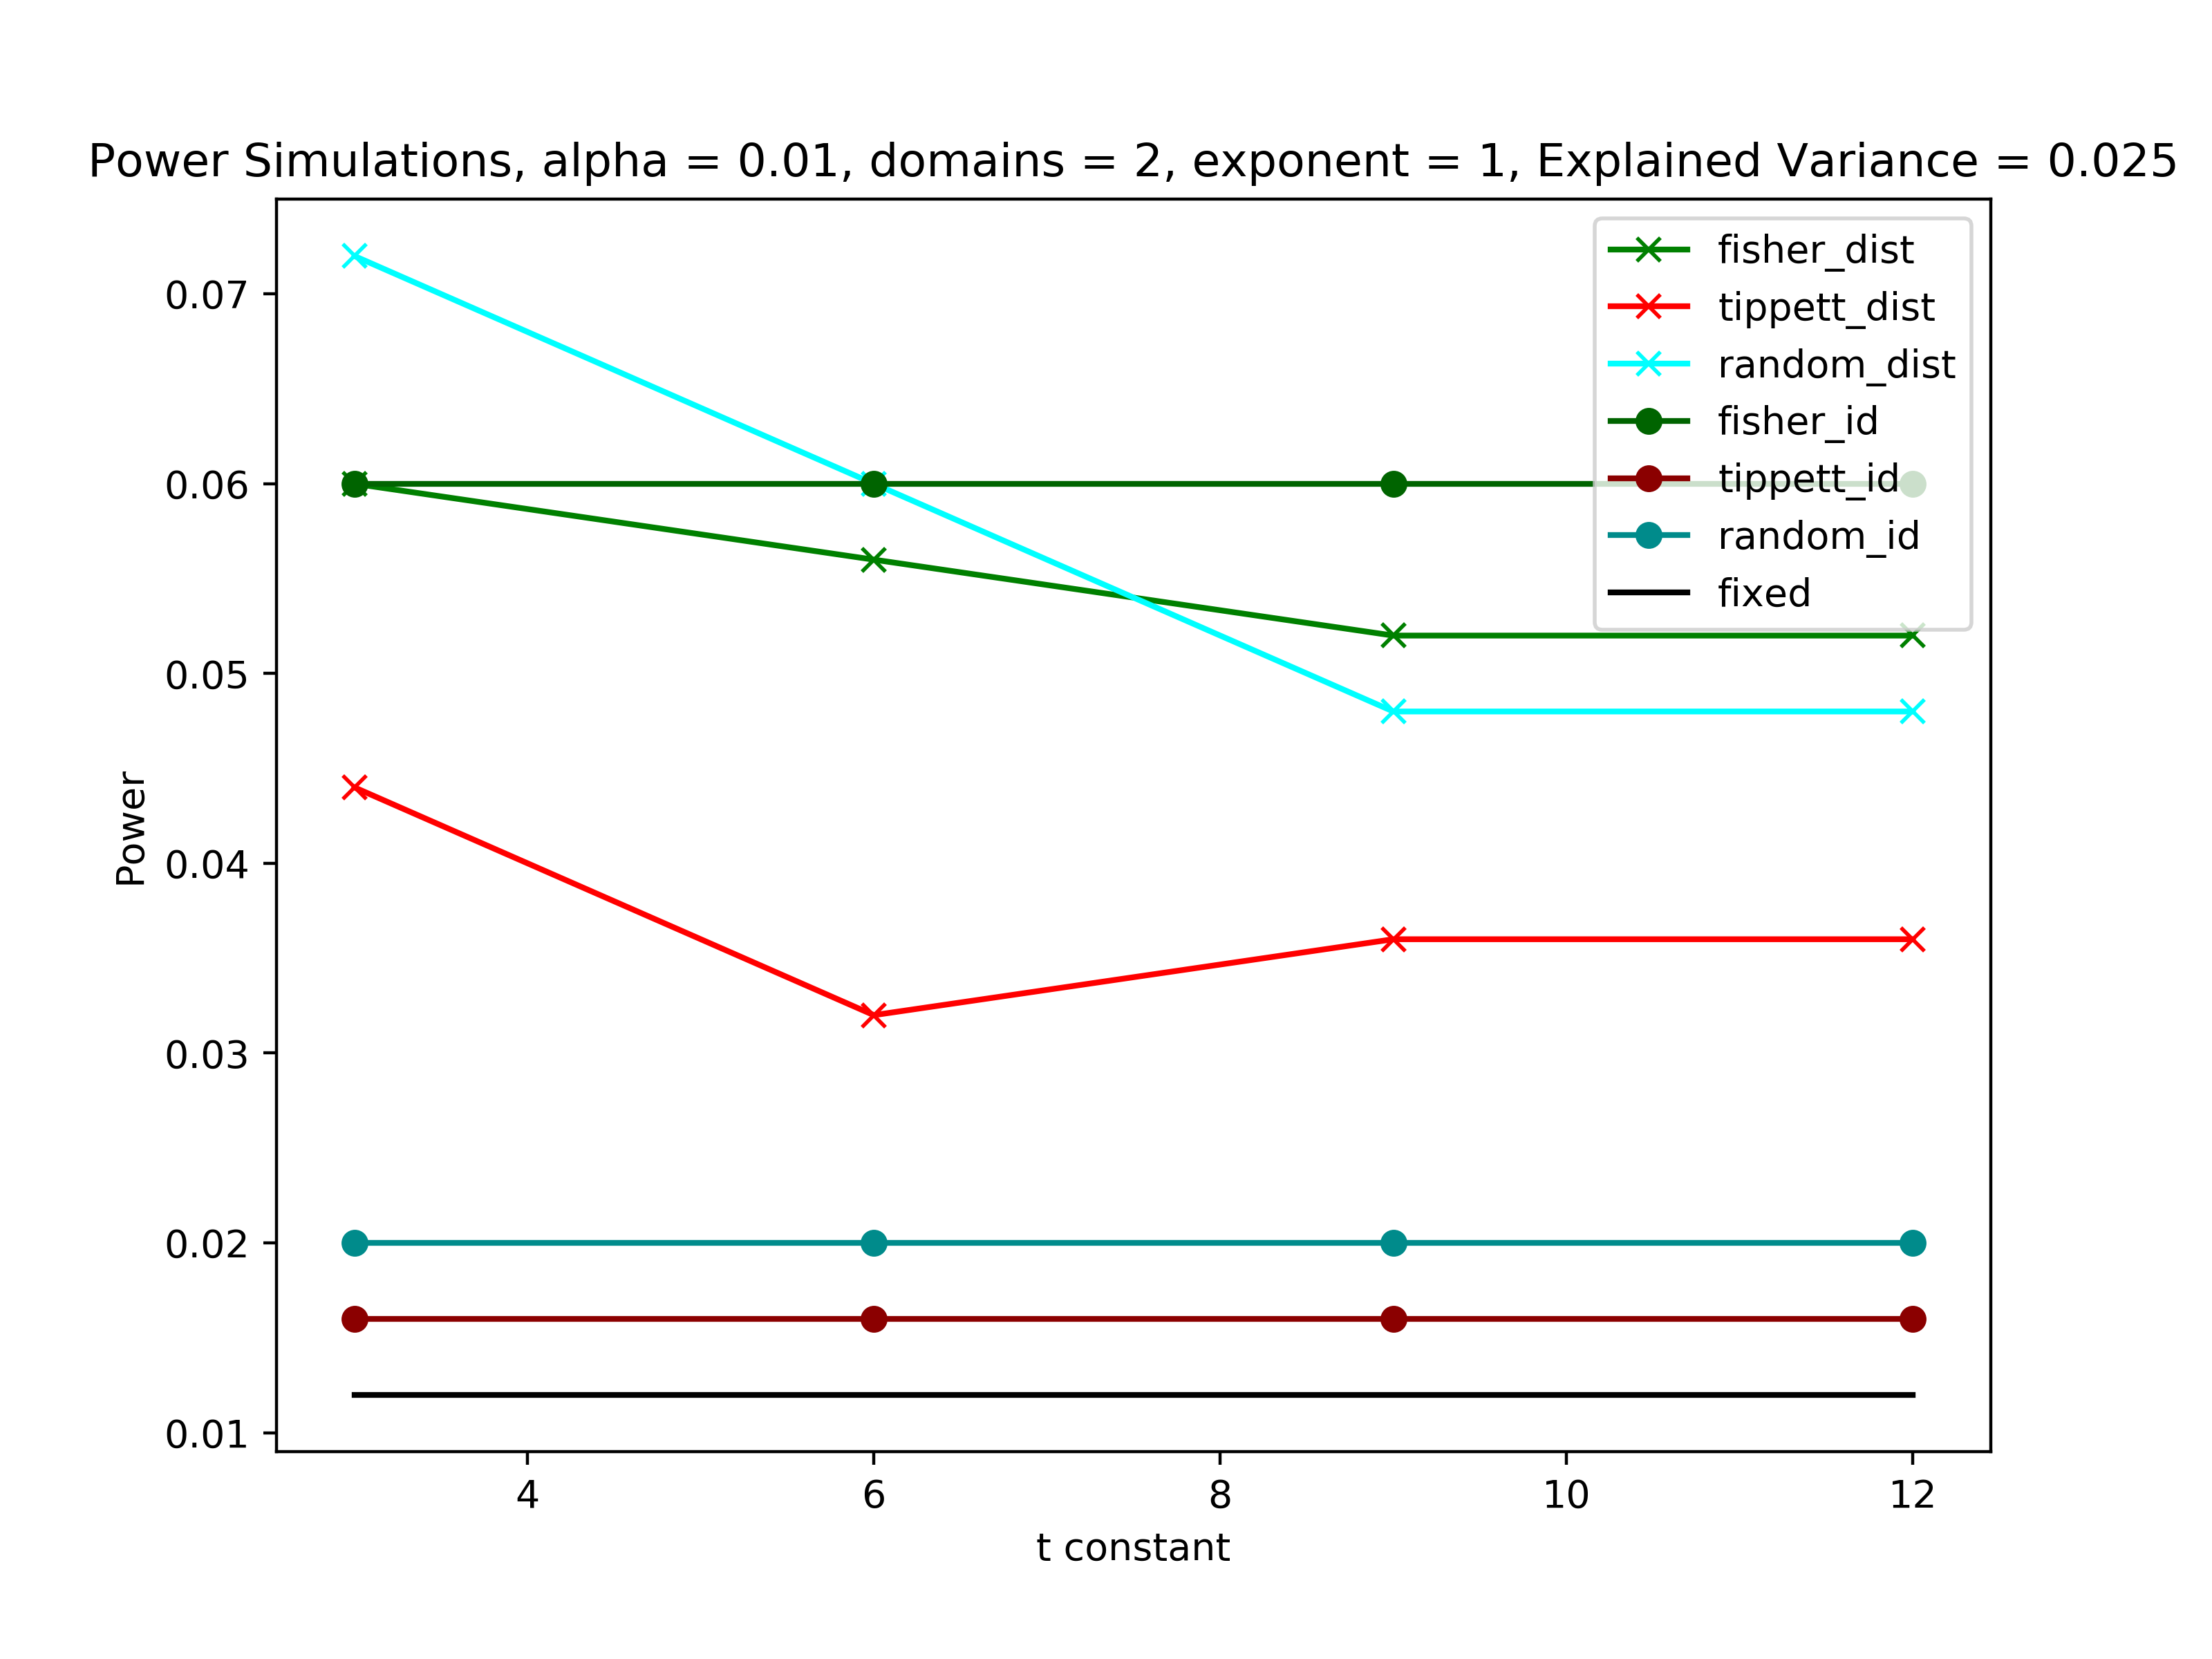 Power Simulations, alpha = 0.01, domains = 2, exponent = 1, Explained Variance = 0.025
fisher_dist
tippett_dist
random_dist
fisher_id
tippett_id
random_id
fixed
0.07
0.06
0.05
0.04
0.03
0.02
0.01
Power
4 6 8 10 12
t constant